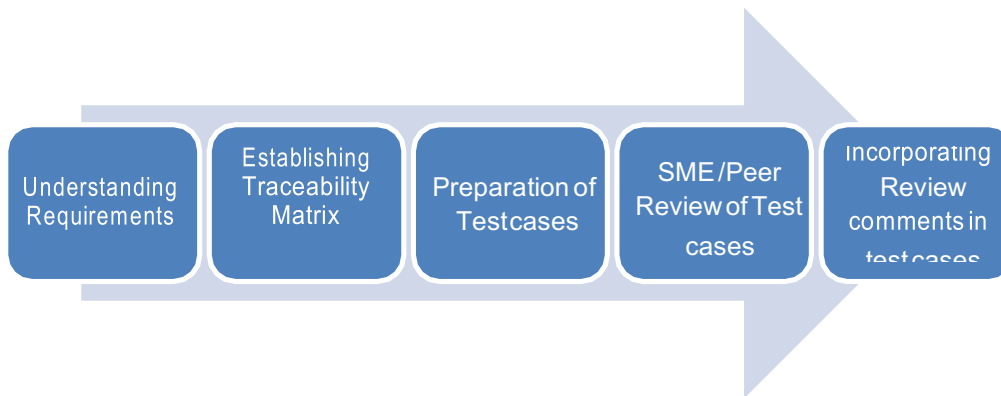 Understanding
Requirements
Establishing
Traceability
Matrix
Preparation of
Testcases
SME/Peer
Review of Test
cases
Incorporating
Review
comments in
test cases